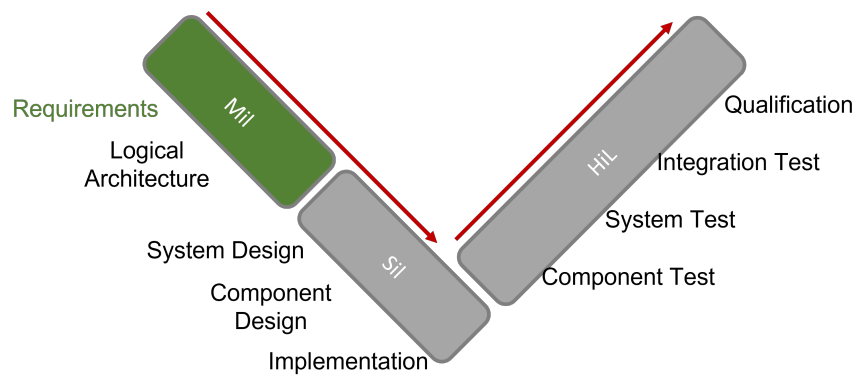 Requirements
Mil
Logical
Architecture
System Design
Sil
Component
Design
Implementation
HiL
Qualification
Integration Test
System Test
Component Test